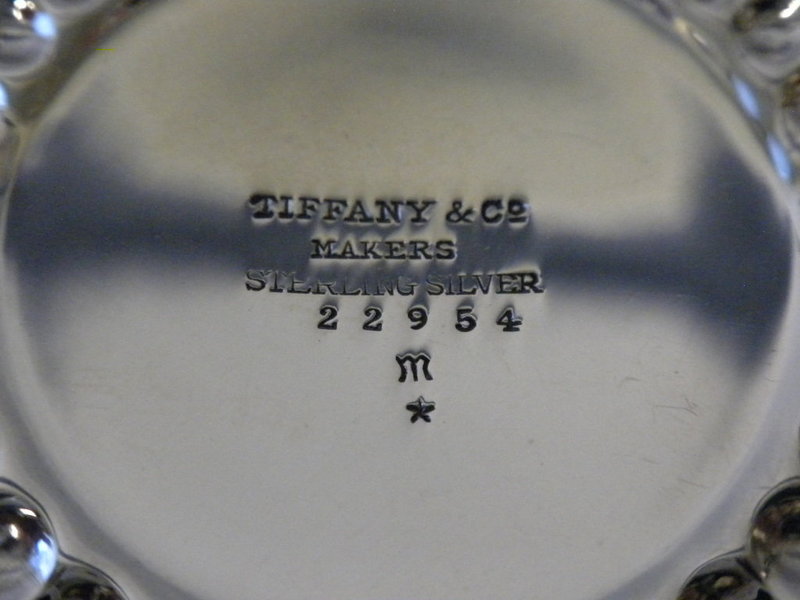 TIFFANY & Cº
MAKERS
STERLING SILVER
22954
m
★